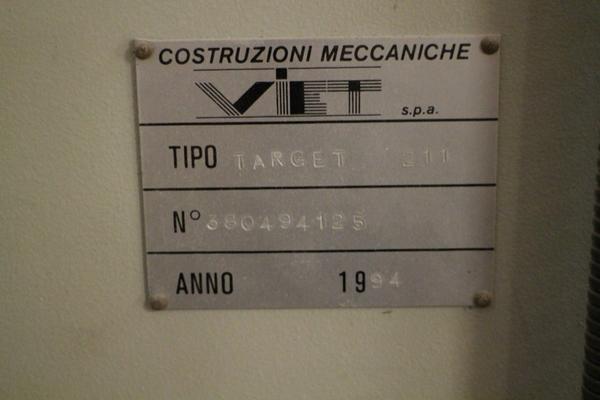 COSTRUZIONI MECCANICHE
VIET
s.p.a.
TIPO TARGET 211
N° 380494125
ANNO 1994